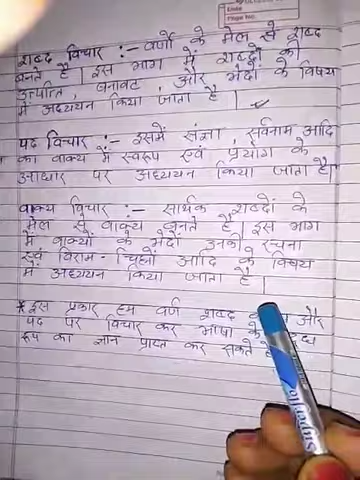 शब्द विचार :- वर्णो के मेल से शब्द
बनते है | इस भाग में शब्दों की
उत्पत्ति, बनावट और भेदों के विषय
में अध्ययन किया जाता है |
पद विचार :- इसमें संज्ञा, सर्वनाम आदि
का वाक्य में स्वरूप एवं प्रयोग के
आधार पर अध्ययन किया जाता है|
वाक्य विचार :- सार्थक शब्दों के
मेल से वाक्य बनते है | इस भाग
में वाक्यों के भेदों उनकी रचना
एवं विराम-चिह्नों आदि के विषय
में अध्ययन किया जाता है |
* इस प्रकार हम वर्ण शब्द और
पद पर विचार कर भाषा के
रूप का ज्ञान प्राप्त कर सकते